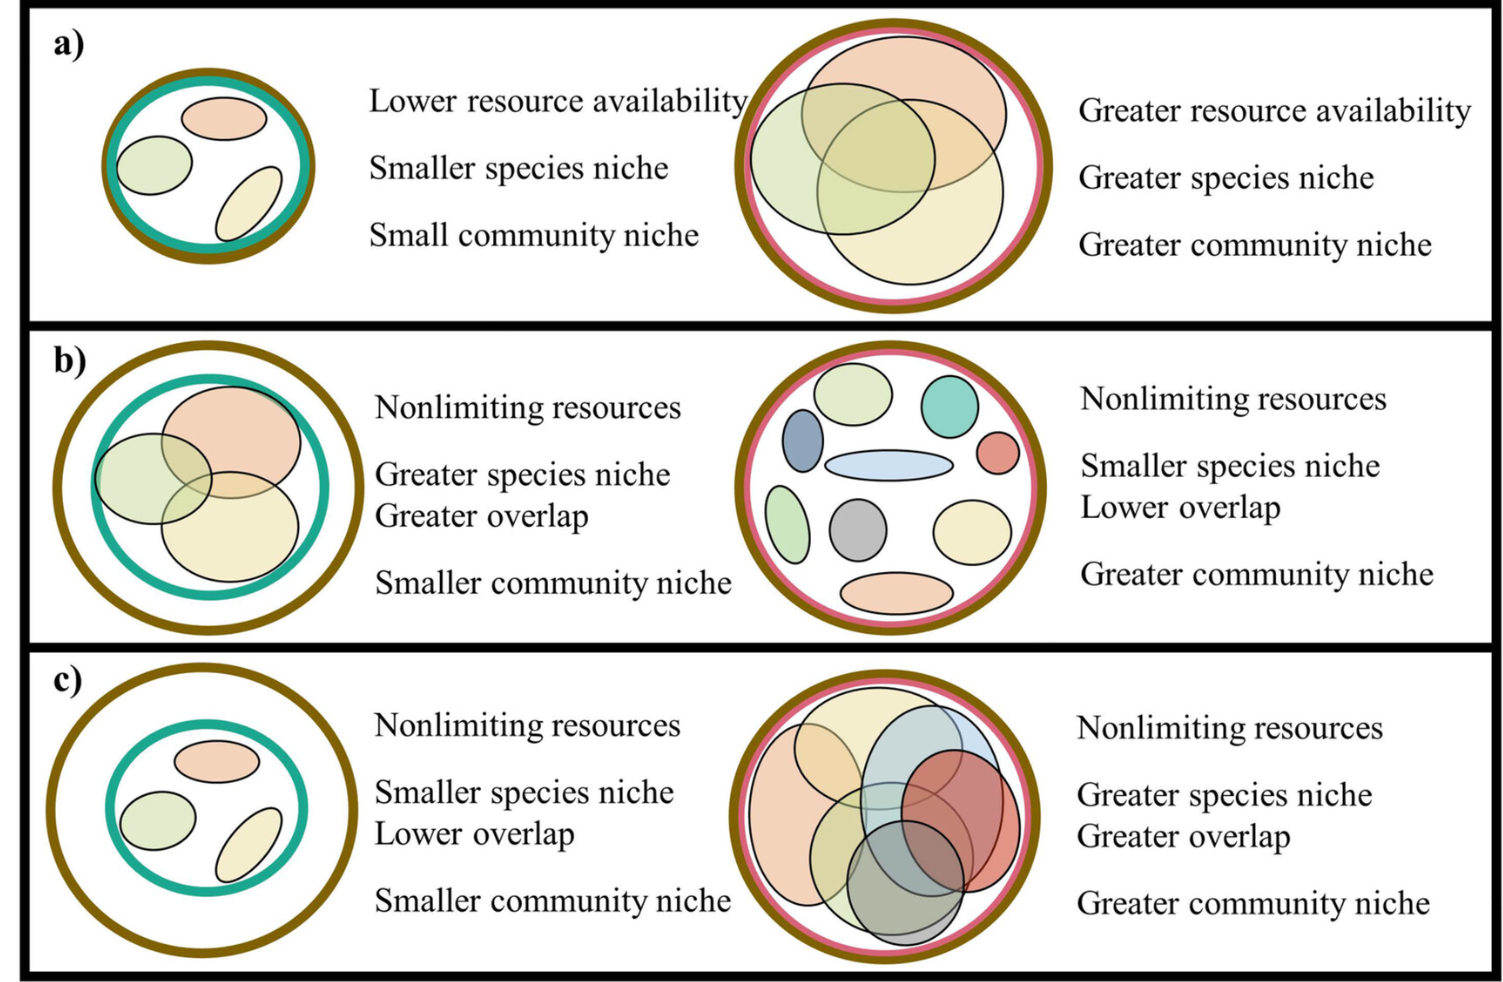 a)
Lower resource availability
Smaller species niche
Small community niche
Greater resource availability
Greater species niche
Greater community niche
b)
Nonlimiting resources
Greater species niche
Greater overlap
Smaller community niche
Nonlimiting resources
Smaller species niche
Lower overlap
Greater community niche
c)
Nonlimiting resources
Smaller species niche
Lower overlap
Smaller community niche
Nonlimiting resources
Greater species niche
Greater overlap
Greater community niche